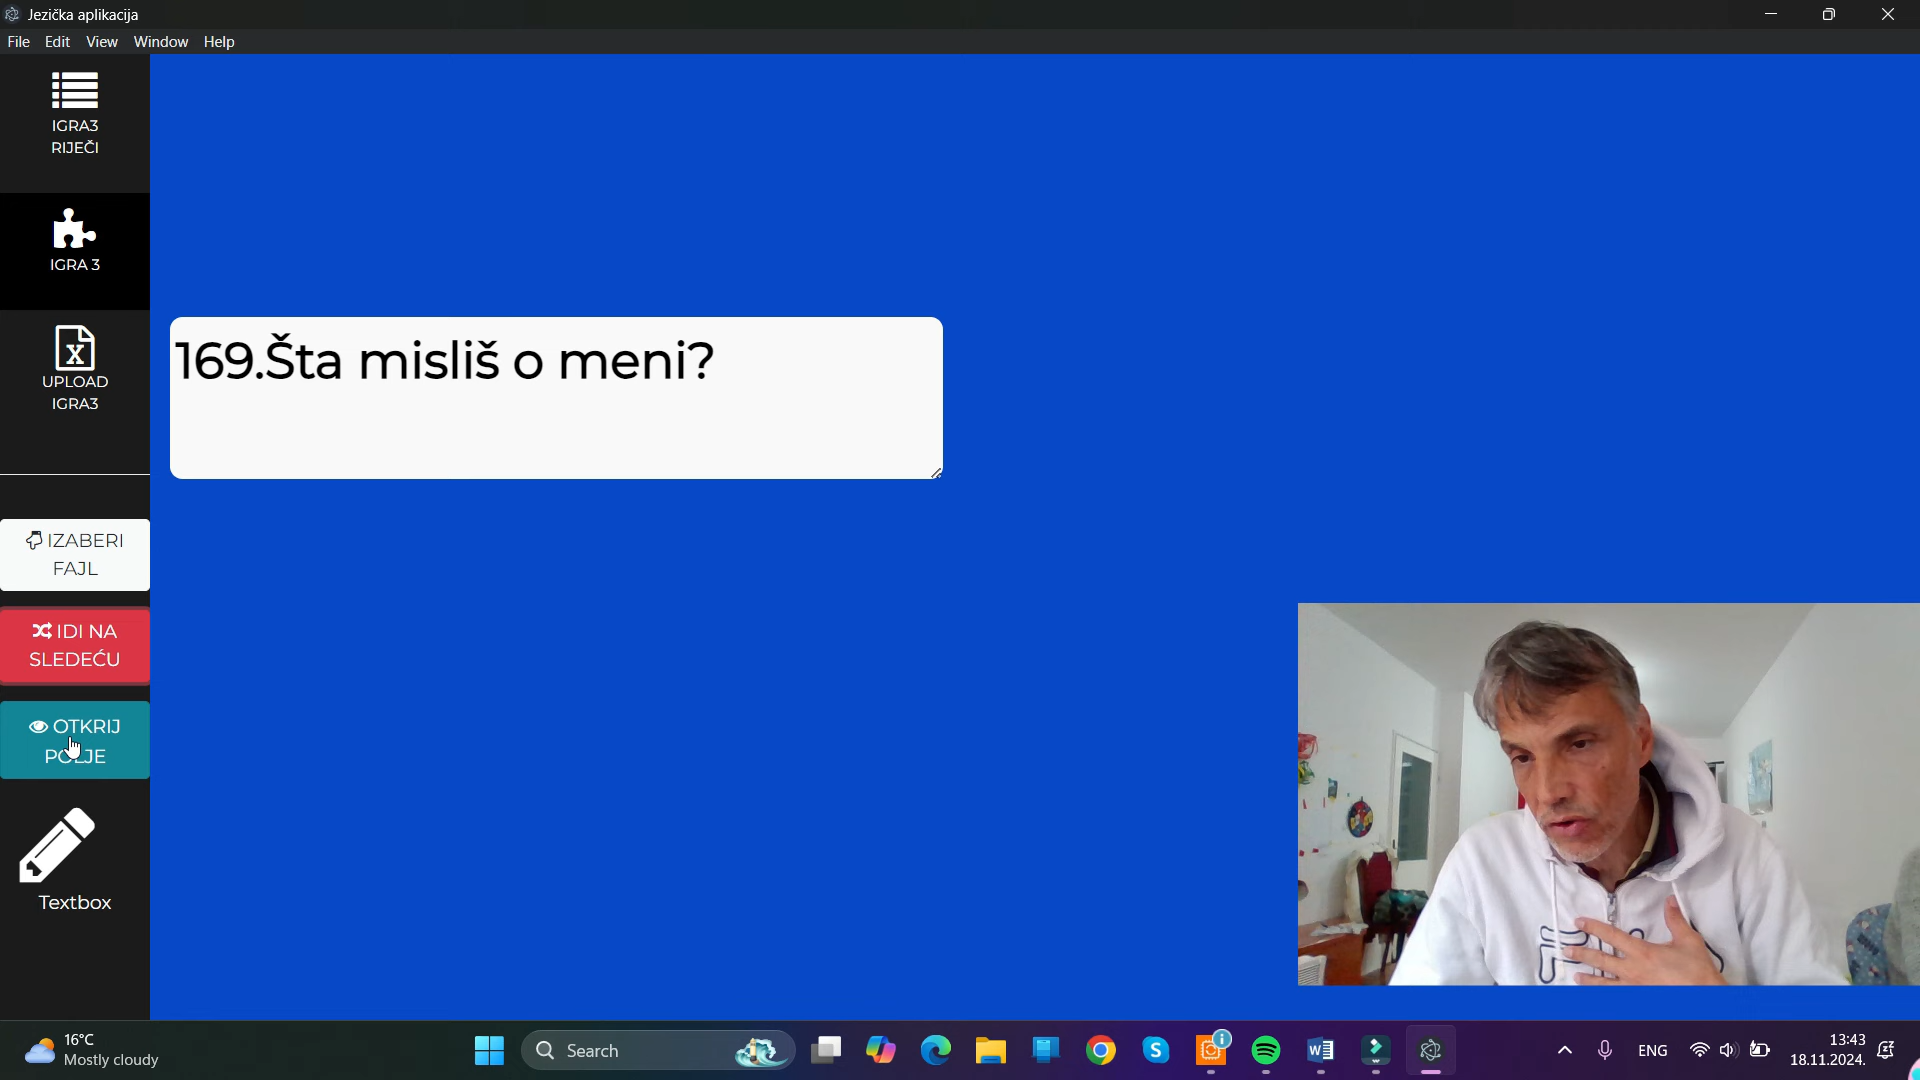 Jezička aplikacija
File Edit View Window Help
IGRA3
RIJEČI
IGRA 3
UPLOAD
IGRA3
169.Šta misliš o meni?
IZABERI
FAJL
IDI NA
SLEDEĆU
OTKRIJ
POLJE
Textbox
16°C
Mostly cloudy
Search
ENG
13:43
18.11.2024.